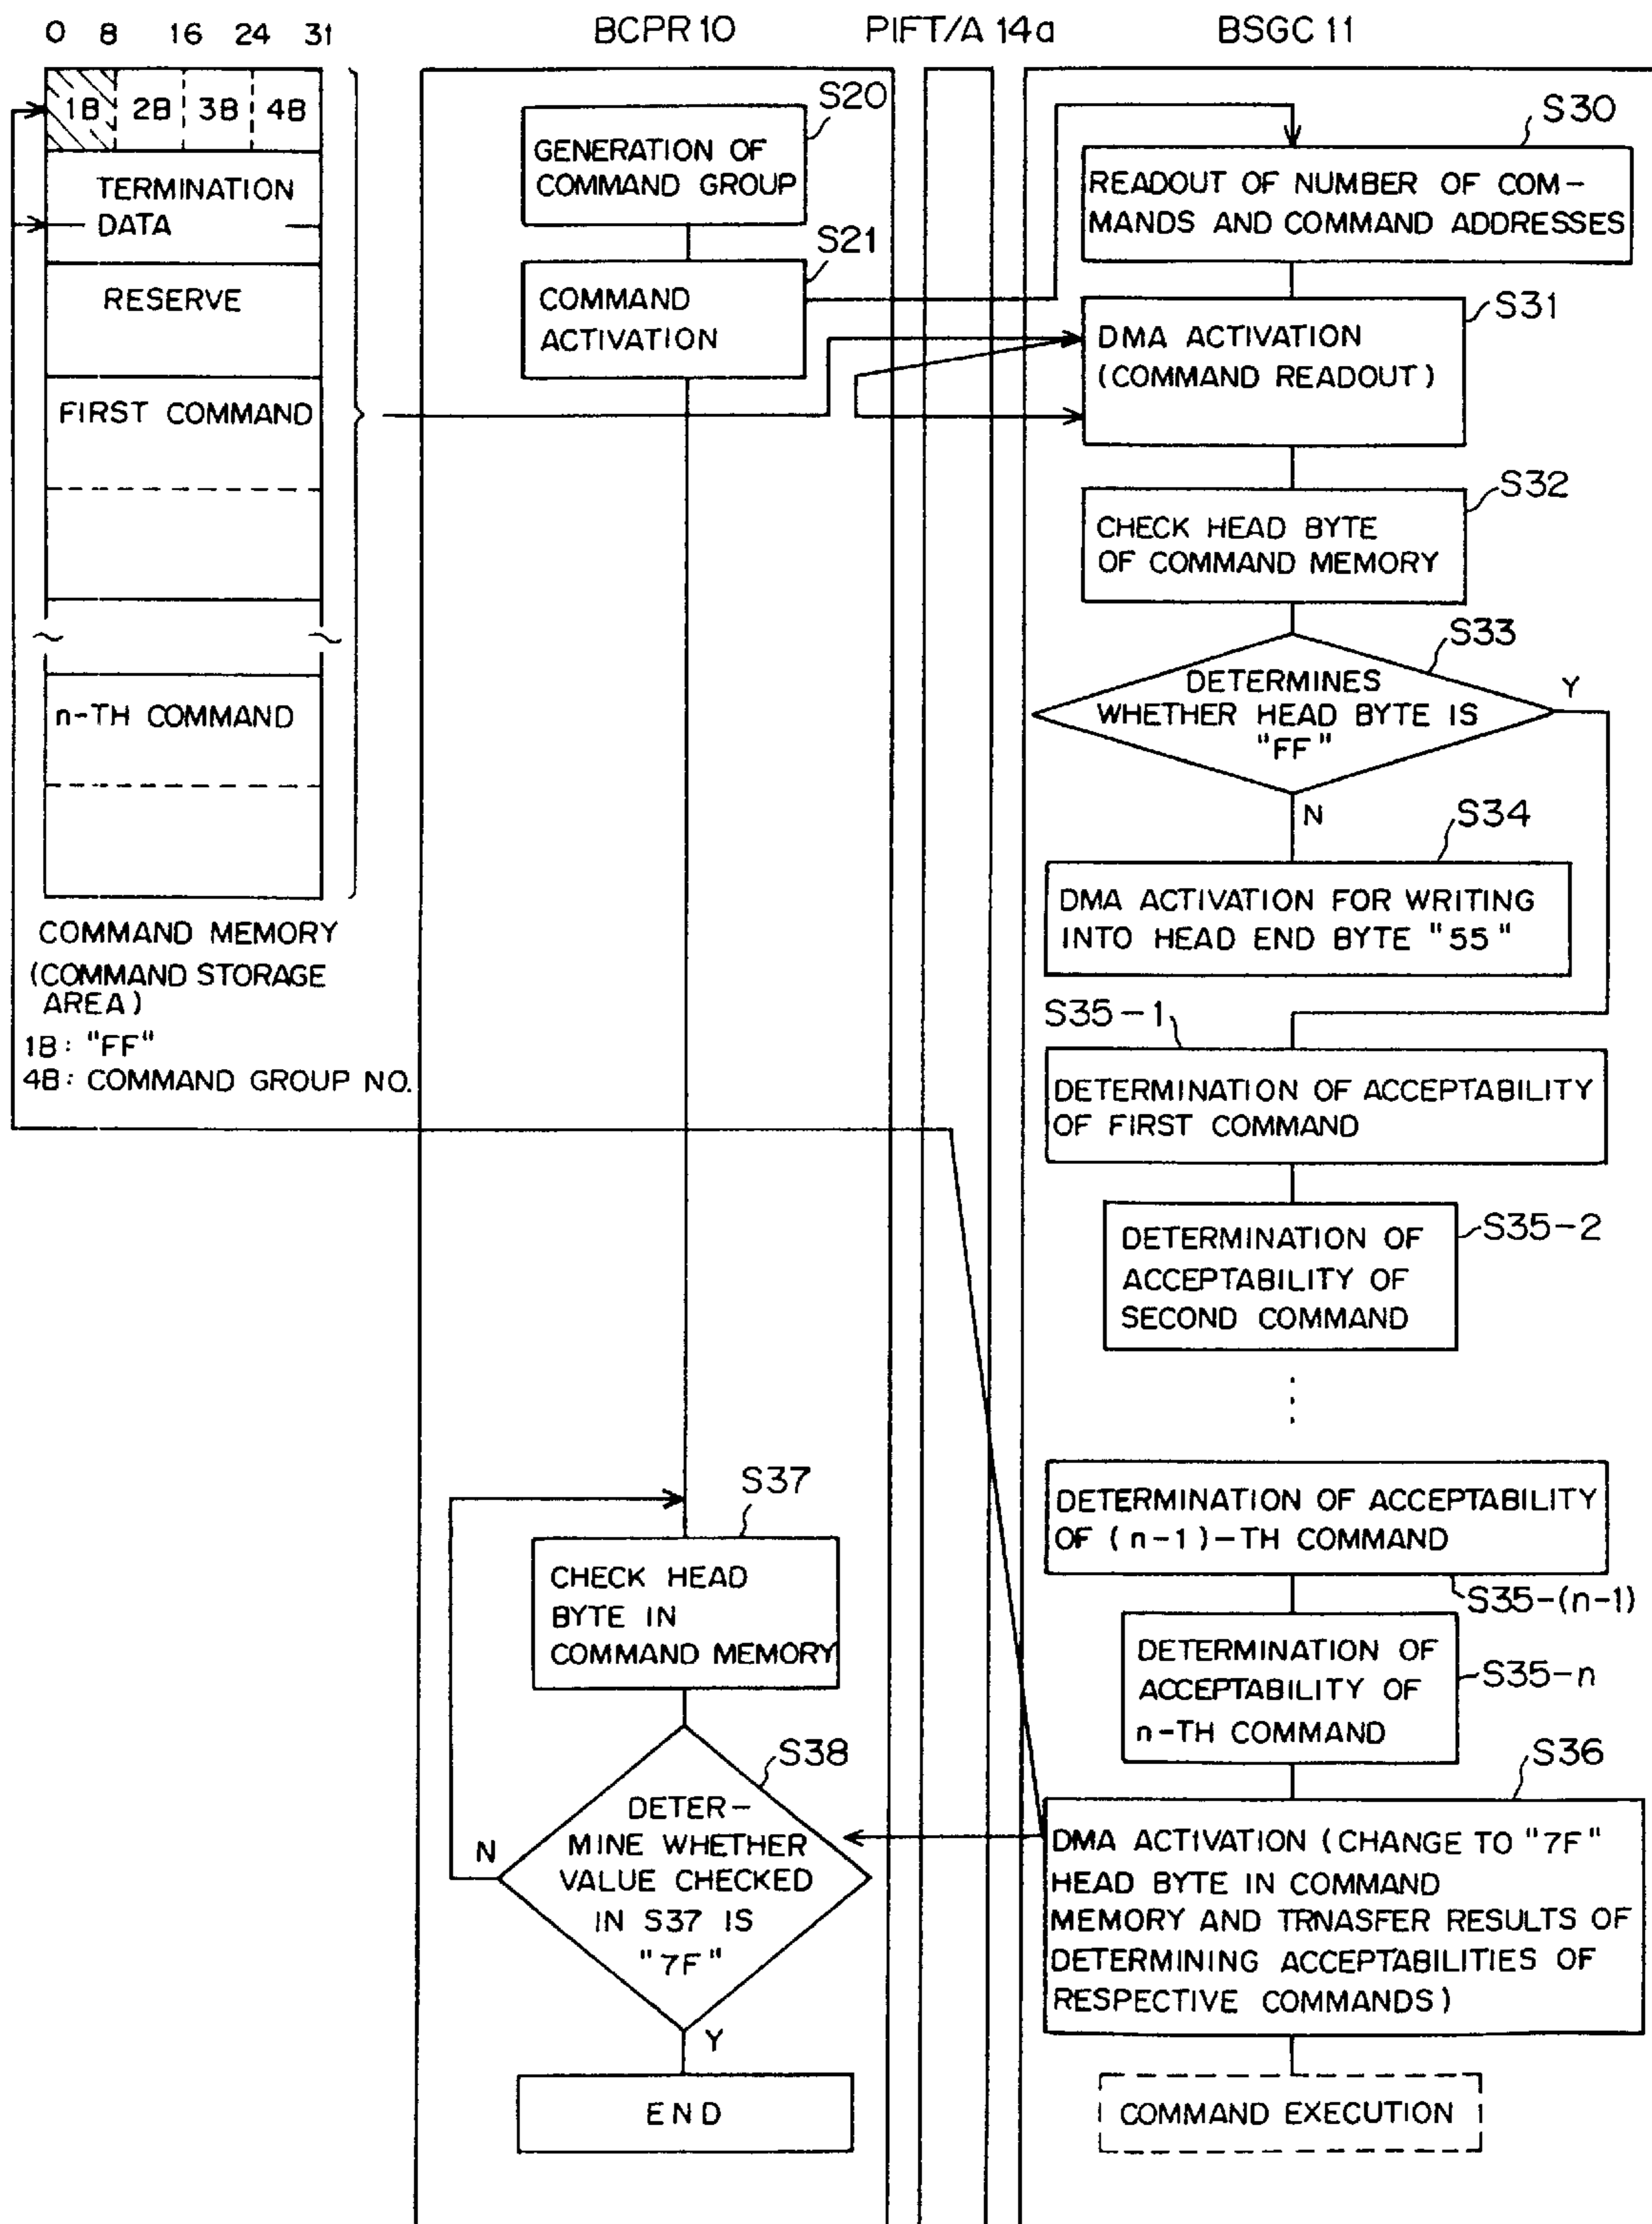 0 8 16 24 31
BCPR 10
PIFT/A 14a
BSGC 11
1B 2B 3B 4B
TERMINATION
DATA
RESERVE
FIRST COMMAND
n-TH COMMAND
COMMAND MEMORY
(COMMAND STORAGE
AREA)
1B: "FF"
4B: COMMAND GROUP NO.
S20
GENERATION OF
COMMAND GROUP
S21
COMMAND
ACTIVATION
S30
READOUT OF NUMBER OF COM-
MANDS AND COMMAND ADDRESSES
S31
DMA ACTIVATION
(COMMAND READOUT)
S32
CHECK HEAD BYTE
OF COMMAND MEMORY
S33
DETERMINES
WHETHER HEAD BYTE IS
"FF"
Y
N
S34
DMA ACTIVATION FOR WRITING
INTO HEAD END BYTE "55"
S35-1
DETERMINATION OF ACCEPTABILITY
OF FIRST COMMAND
S35-2
DETERMINATION OF
ACCEPTABILITY OF
SECOND COMMAND
DETERMINATION OF ACCEPTABILITY
OF (n-1)-TH COMMAND
S35-(n-1)
DETERMINATION OF
ACCEPTABILITY OF
n-TH COMMAND
S35-n
S36
DMA ACTIVATION (CHANGE TO "7F"
HEAD BYTE IN COMMAND
MEMORY AND TRNASFER RESULTS OF
DETERMINING ACCEPTABILITIES OF
RESPECTIVE COMMANDS)
COMMAND EXECUTION
S37
CHECK HEAD
BYTE IN
COMMAND MEMORY
S38
DETER-
MINE WHETHER
VALUE CHECKED
IN S37 IS
"7F"
N
Y
END